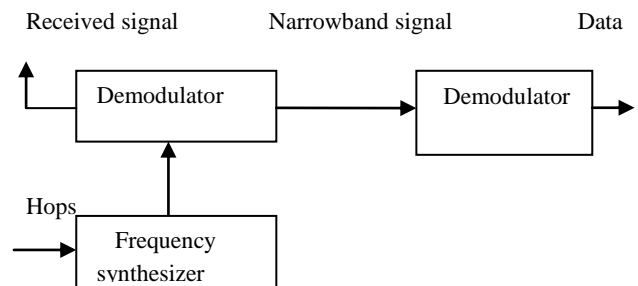 Received signal Narrowband signal Data
Demodulator Demodulator
Hops
Frequency
synthesizer